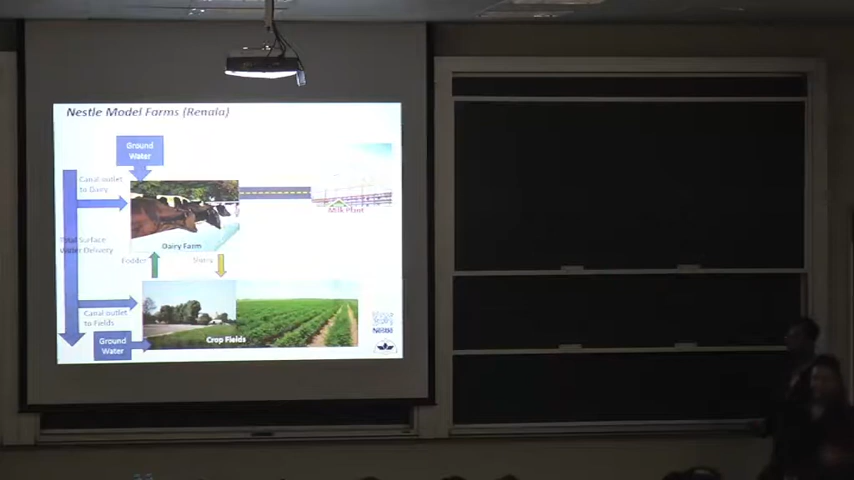 Nestle Model Farms (Renala)
Ground
Water
Canal outlet
to Dairy
Dairy Farm
Milk Plant
Total Surface
Water Delivery
Fodder
Slurry
Canal outlet
to Fields
Crop Fields
Ground
Water
Nestlé